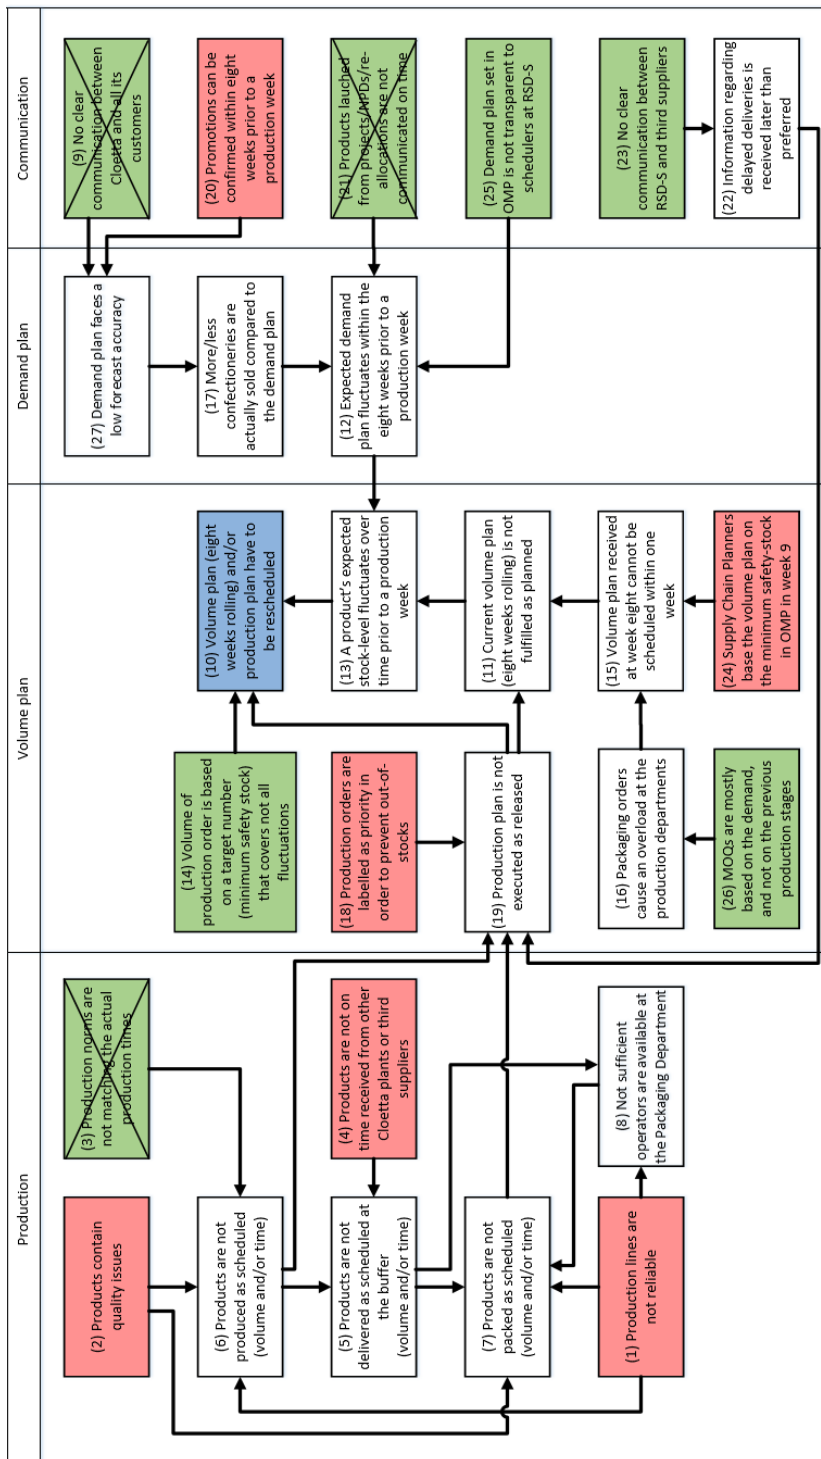 Production
Volume plan
Demand plan
Communication
(2) Products contain
quality issues
(3) Production norms are
not matching the actual
production times
(6) Products are not
produced as scheduled
(volume and/or time)
(5) Products are not
delivered as scheduled at
the buffer
(volume and/or time)
(4) Products are not on
time received from other
Cloetta plants or third
suppliers
(7) Products are not
packed as scheduled
(volume and/or time)
(1) Production lines are
not reliable
(8) Not sufficient
operators are available at
the Packaging Department
(14) Volume of
production order is based
on a target number
(minimum safety stock)
that covers not all
fluctuations
(10) Volume plan (eight
weeks rolling) and/or
production plan have to
be rescheduled
(18) Production orders are
labelled as priority in
order to prevent out-of-
stocks
(13) A product's expected
stock-level fluctuates over
time prior to a production
week
(19) Production plan is not
executed as released
(11) Current volume plan
(eight weeks rolling) is not
fulfilled as planned
(16) Packaging orders
cause an overload at the
production departments
(15) Volume plan received
at week eight cannot be
scheduled within one
week
(26) MOQs are mostly
based on the demand,
and not on the previous
production stages
(24) Supply Chain Planners
base the volume plan on
the minimum safety-stock
in OMP in week 9
(27) Demand plan faces a
low forecast accuracy
(17) More/less
confectioneries are
actually sold compared to
the demand plan
(12) Expected demand
plan fluctuates within the
eight weeks prior to a
production week
(9) No clear
communication between
Cloetta and all its
customers
(20) Promotions can be
confirmed within eight
weeks prior to a
production week
(21) Products lauched
from projects/NPDs/re-
allocations are not
communicated on time
(25) Demand plan set in
OMP is not transparent to
schedulers at RSD-S
(23) No clear
communication between
RSD-S and third suppliers
(22) Information regarding
delayed deliveries is
received later than
preferred